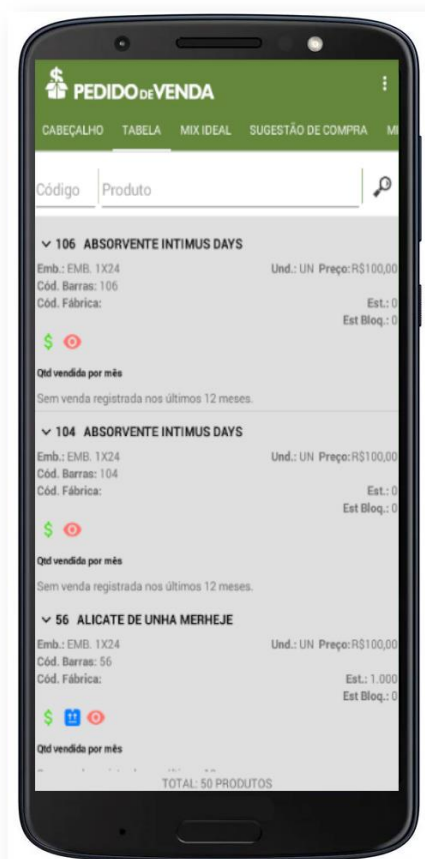 PEDIDO DE VENDA
CABEÇALHO TABELA MIX IDEAL SUGESTÃO DE COMPRA MI
Código Produto
106 ABSORVENTE INTIMUS DAYS
Emb.: EMB. 1X24 Und.: UN Preço:R$100,00
Cód. Barras: 106
Cód. Fábrica: Est.: 0
Est Bloq.: 0
$
Qtd vendida por mês
Sem venda registrada nos últimos 12 meses.
104 ABSORVENTE INTIMUS DAYS
Emb.: EMB. 1X24 Und.: UN Preço:R$100,00
Cód. Barras: 104
Cód. Fábrica: Est.: 0
Est Bloq.: 0
$
Qtd vendida por mês
Sem venda registrada nos últimos 12 meses.
56 ALICATE DE UNHA MERHEJE
Emb.: EMB. 1X24 Und.: UN Preço:R$100,00
Cód. Barras: 56
Cód. Fábrica: Est.: 1.000
Est Bloq.: 0
$
Qtd vendida por mês
TOTAL: 50 PRODUTOS